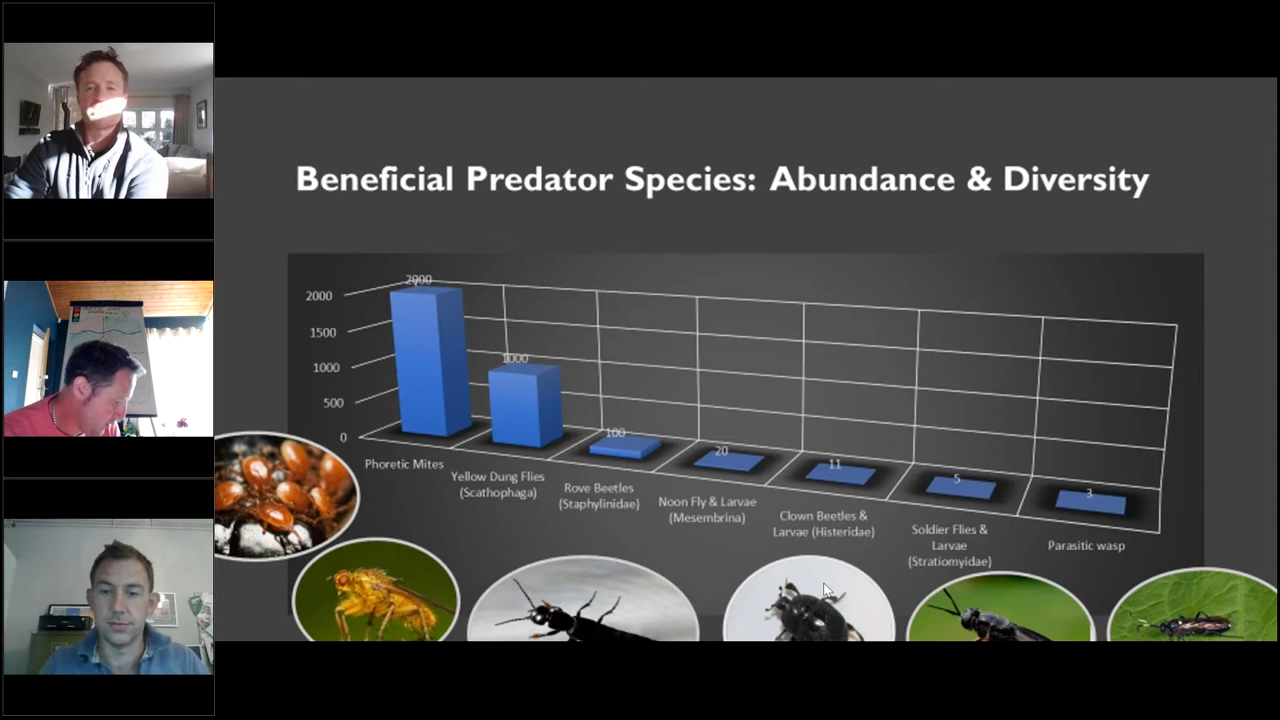 Beneficial Predator Species: Abundance & Diversity
2000
1500
1000
500
0
2000
1000
100
20
11
5
3
Phoretic Mites
Yellow Dung Flies
(Scathophaga)
Rove Beetles
(Staphylinidae)
Noon Fly & Larvae
(Mesembrina)
Clown Beetles &
Larvae (Histeridae)
Soldier Flies &
Larvae
(Stratiomyidae)
Parasitic wasp